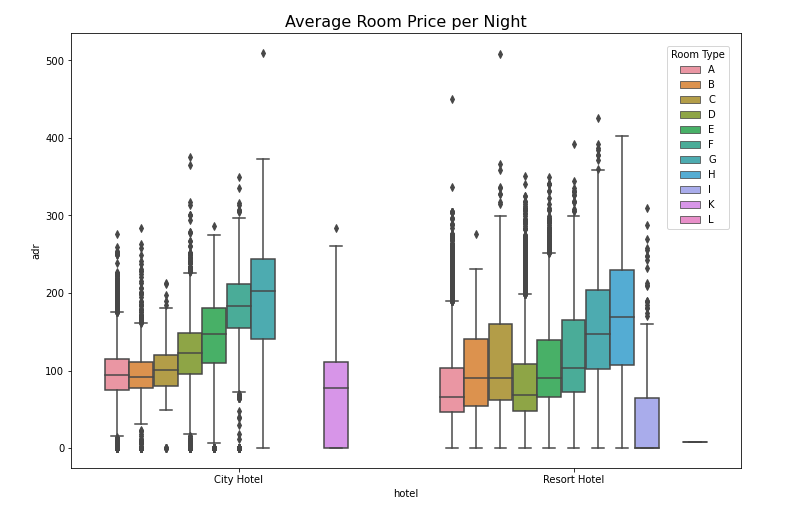 Average Room Price per Night
Room Type
A
B
C
D
E
F
G
H
I
K
L
500
400
300
200
100
0
adr
City Hotel
Resort Hotel
hotel